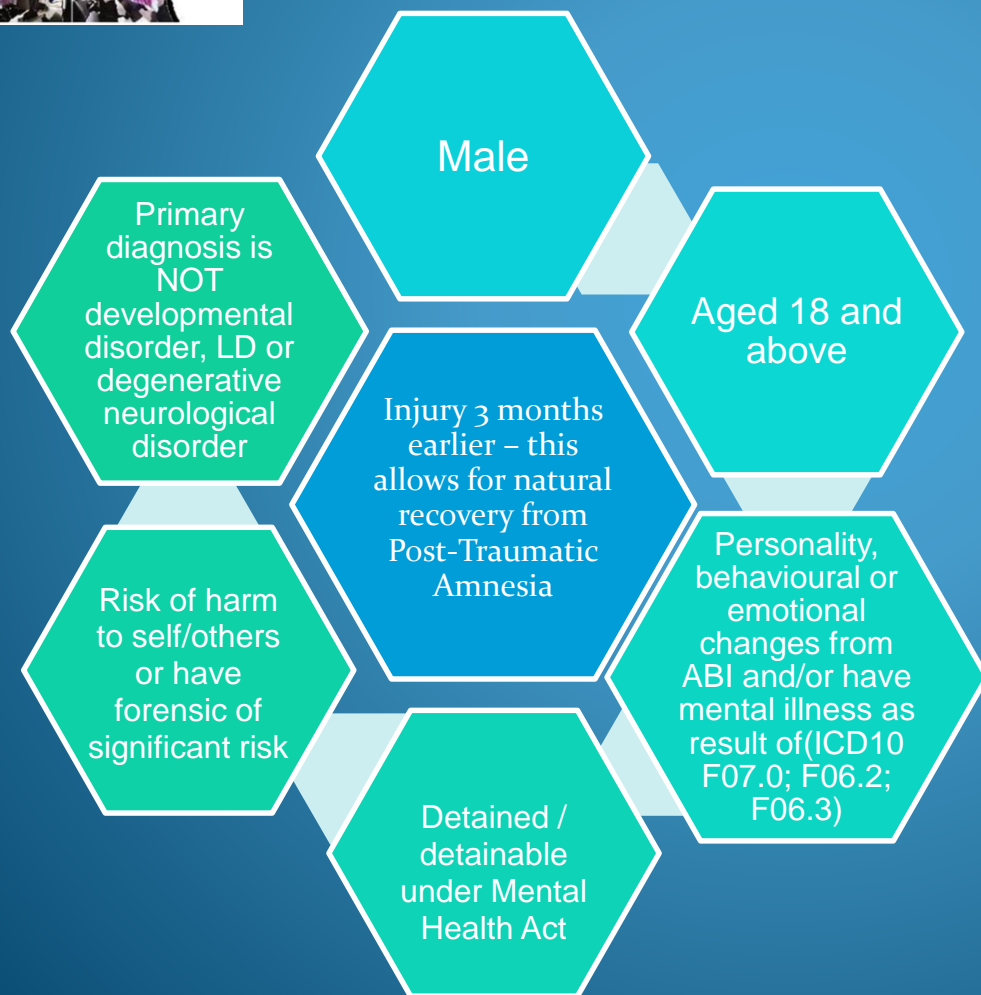 Male
Aged 18 and
above
Personality,
behavioural or
emotional
changes from
ABI and/or have
mental illness as
result of(ICD10
F07.0; F06.2;
F06.3)
Detained /
detainable
under Mental
Health Act
Risk of harm
to self/others
or have
forensic of
significant risk
Primary
diagnosis is
NOT
developmental
disorder, LD or
degenerative
neurological
disorder
Injury 3 months
earlier – this
allows for natural
recovery from
Post-Traumatic
Amnesia